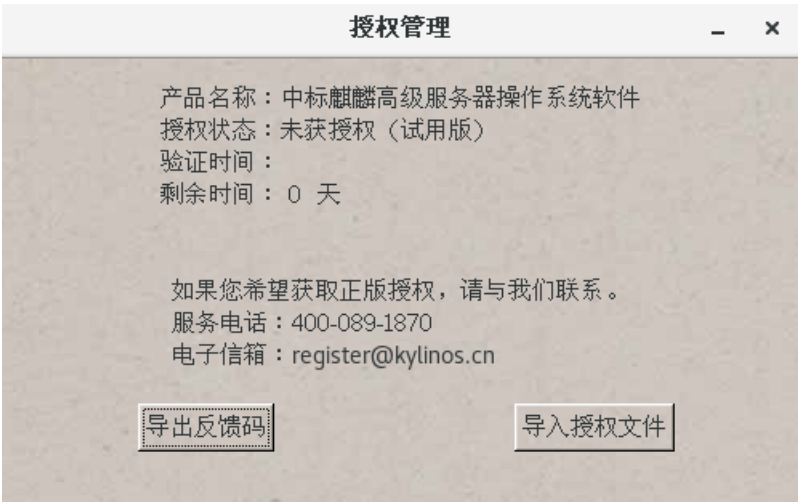 授权管理
产品名称：中标麒麟高级服务器操作系统软件
授权状态：未获授权（试用版）
验证时间：
剩余时间： 0 天
如果您希望获取正版授权，请与我们联系。
服务电话：400-089-1870
电子信箱：register@kylinos.cn
导出反馈码 导入授权文件